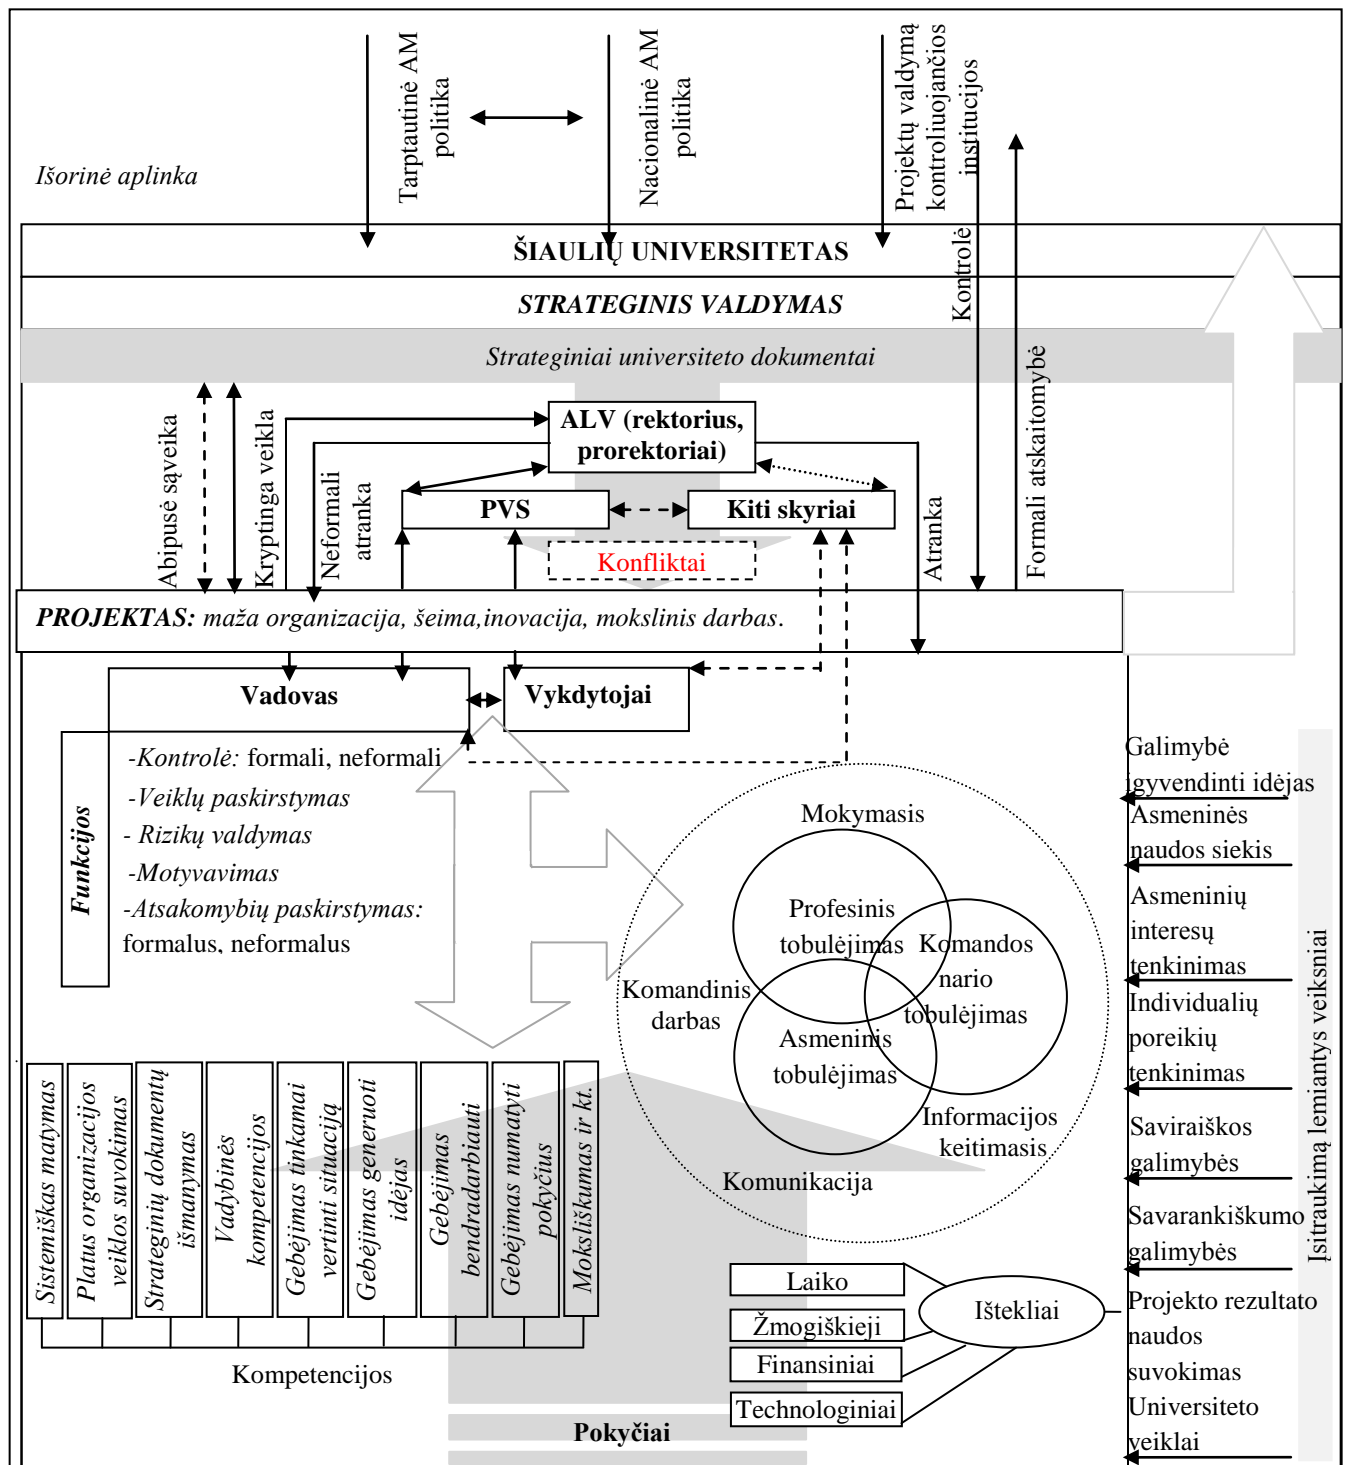 Tarptautinė AM
politika
Nacionalinė AM
politika
Projektų valdymą
kontroliuojančios
institucijos
Išorinė aplinka
ŠIAULIŲ UNIVERSITETAS
STRATEGINIS VALDYMAS
Kontrolė
Strateginiai universiteto dokumentai
Formali atskaitomybė
Abipusė sąveika
Kryptinga veikla
Neformali
atranka
ALV (rektorius,
prorektoriai)
PVS
Kiti skyriai
Konfliktai
Atranka
PROJEKTAS: maža organizacija, šeima,inovacija, mokslinis darbas.
Vadovas
Vykdytojai
Funkcijos
-Kontrolė: formali, neformali
-Veiklų paskirstymas
- Rizikų valdymas
-Motyvavimas
-Atsakomybių paskirstymas:
formalus, neformalus
Mokymasis
Profesinis
tobulėjimas
Komandos
nario
tobulėjimas
Komandinis
darbas
Asmeninis
tobulėjimas
Informacijos
keitimasis
Komunikacija
Galimybė
įgyvendinti idėjas
Asmeninės
naudos siekis
Asmeninių
interesų
tenkinimas
Individualių
poreikių
tenkinimas
Saviraiškos
galimybės
Savarankiškumo
galimybės
Projekto rezultato
naudos
suvokimas
Universiteto
veiklai
Įsitraukimą lemiantys veiksniai
Sistemiškas matymas
Platus organizacijos
veiklos suvokimas
Strateginių dokumentų
išmanymas
Vadybinės
kompetencijos
Gebėjimas tinkamai
vertinti situaciją
Gebėjimas generuoti
idėjas
Gebėjimas
bendradarbiauti
Gebėjimas numatyti
pokyčius
Moksliškumas ir kt.
Kompetencijos
Laiko
Žmogiškieji
Finansiniai
Technologiniai
Ištekliai
Pokyčiai